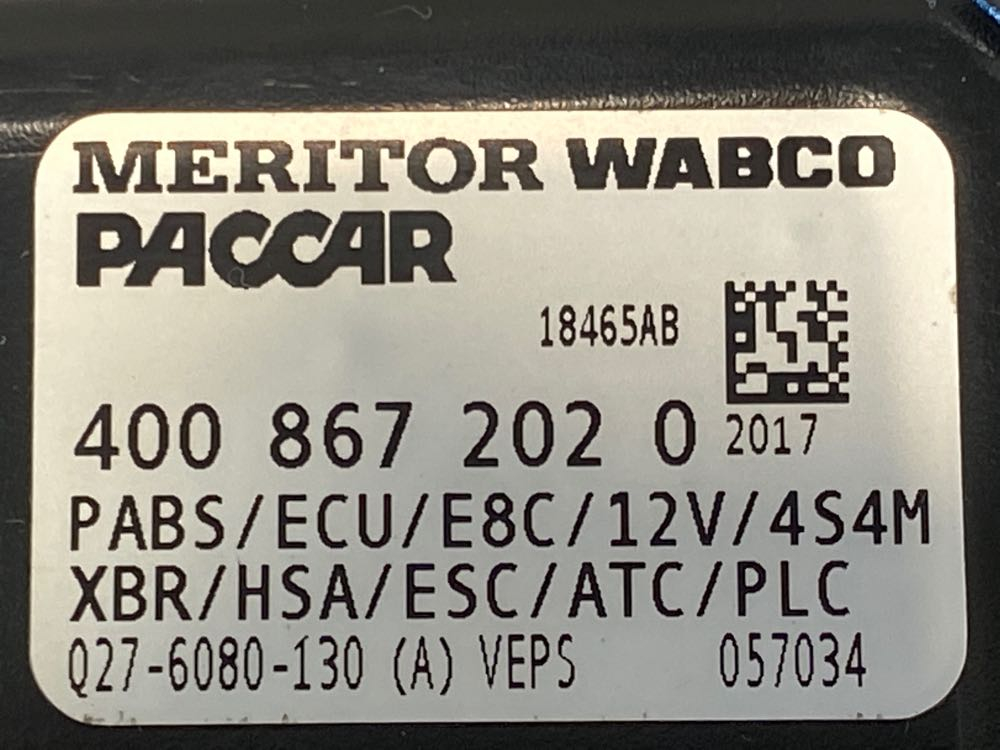 MERITOR WABCO
PACCAR
18465AB
400 867 202 0 2017
PABS/ECU/E8C/12V/4S4M
XBR/HSA/ESC/ATC/PLC
Q27-6080-130 (A) VEPS 057034